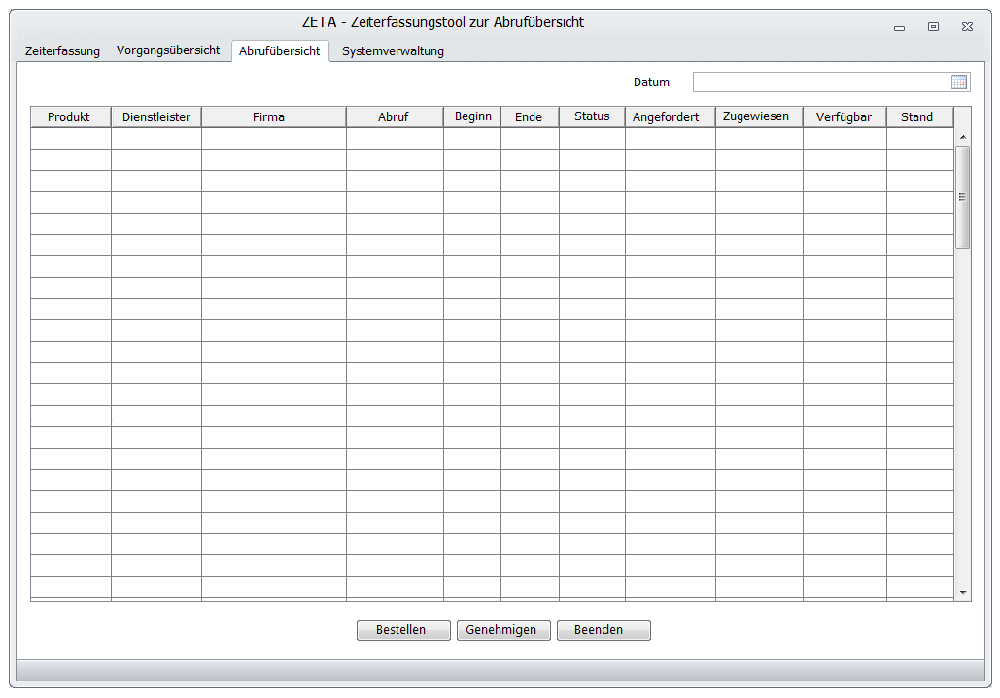 ZETA - Zeiterfassungstool zur Abrufübersicht
Zeiterfassung Vorgangsübersicht Abrufübersicht Systemverwaltung
Datum
Produkt Dienstleister Firma Abruf Beginn Ende Status Angefordert Zugewiesen Verfügbar Stand
Bestellen Genehmigen Beenden